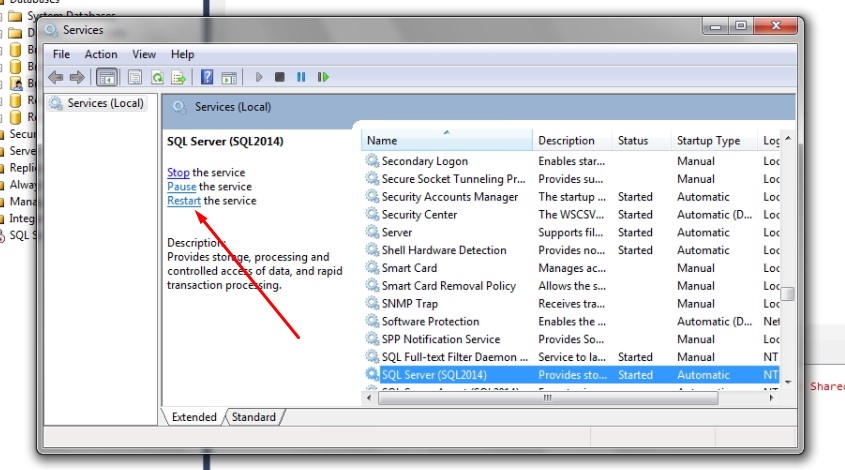 Databases
System Databases
D
B
B
B
R
R
Secur
Serve
Replic
Alway
Mana
Integ
SQL S
Services
File Action View Help
Services (Local)
Services (Local)
SQL Server (SQL2014)
Stop the service
Pause the service
Restart the service
Description:
Provides storage, processing and
controlled access of data, and rapid
transaction processing.
Name Description Status Startup Type Log
Secondary Logon Enables star... Manual Loc
Secure Socket Tunneling Pr... Provides su... Manual Loc
Security Accounts Manager The startup ... Started Automatic Loc
Security Center The WSCSV... Started Automatic (D... Loc
Server Supports fil... Started Automatic Loc
Shell Hardware Detection Provides no... Started Automatic Loc
Smart Card Manages ac... Manual Loc
Smart Card Removal Policy Allows the s... Manual Loc
SNMP Trap Receives tra... Manual Loc
Software Protection Enables the ... Automatic (D... Net
SPP Notification Service Provides So... Manual Loc
SQL Full-text Filter Daemon ... Service to la... Started Manual NT
SQL Server (SQL2014) Provides sto... Started Automatic NT
Extended Standard
Shared